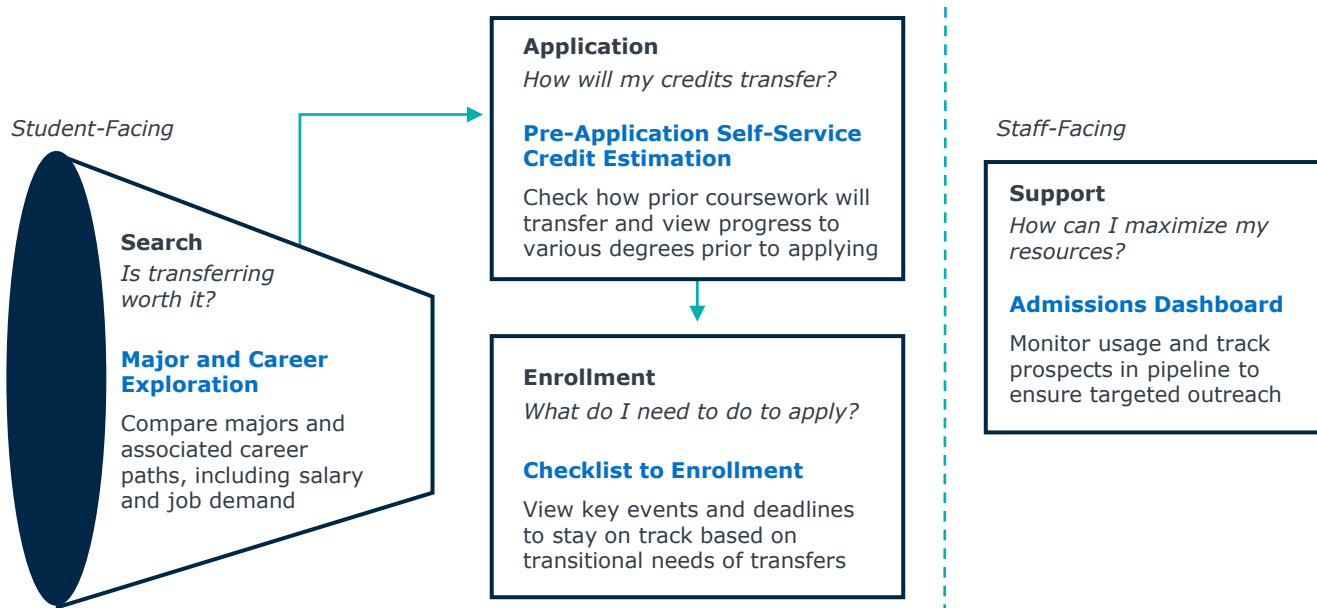 Student-Facing
Search
Is transferring
worth it?
Major and Career
Exploration
Compare majors and
associated career
paths, including salary
and job demand
Application
How will my credits transfer?
Pre-Application Self-Service
Credit Estimation
Check how prior coursework will
transfer and view progress to
various degrees prior to applying
Enrollment
What do I need to do to apply?
Checklist to Enrollment
View key events and deadlines
to stay on track based on
transitional needs of transfers
Staff-Facing
Support
How can I maximize my
resources?
Admissions Dashboard
Monitor usage and track
prospects in pipeline to
ensure targeted outreach